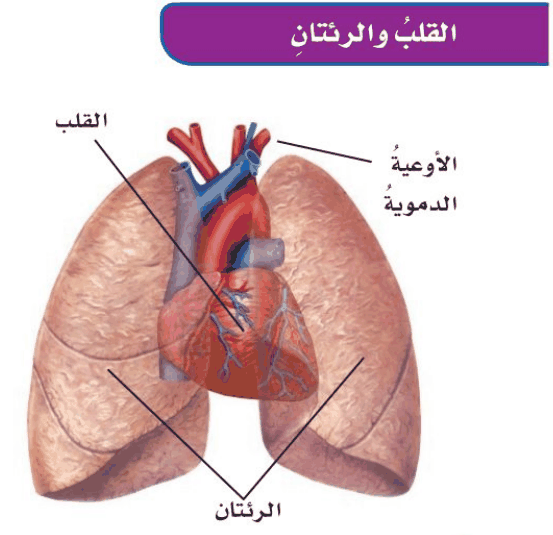 القلبُ والرئتانِ
القلب
الأوعيةُ
الدمويةُ
الرئتان